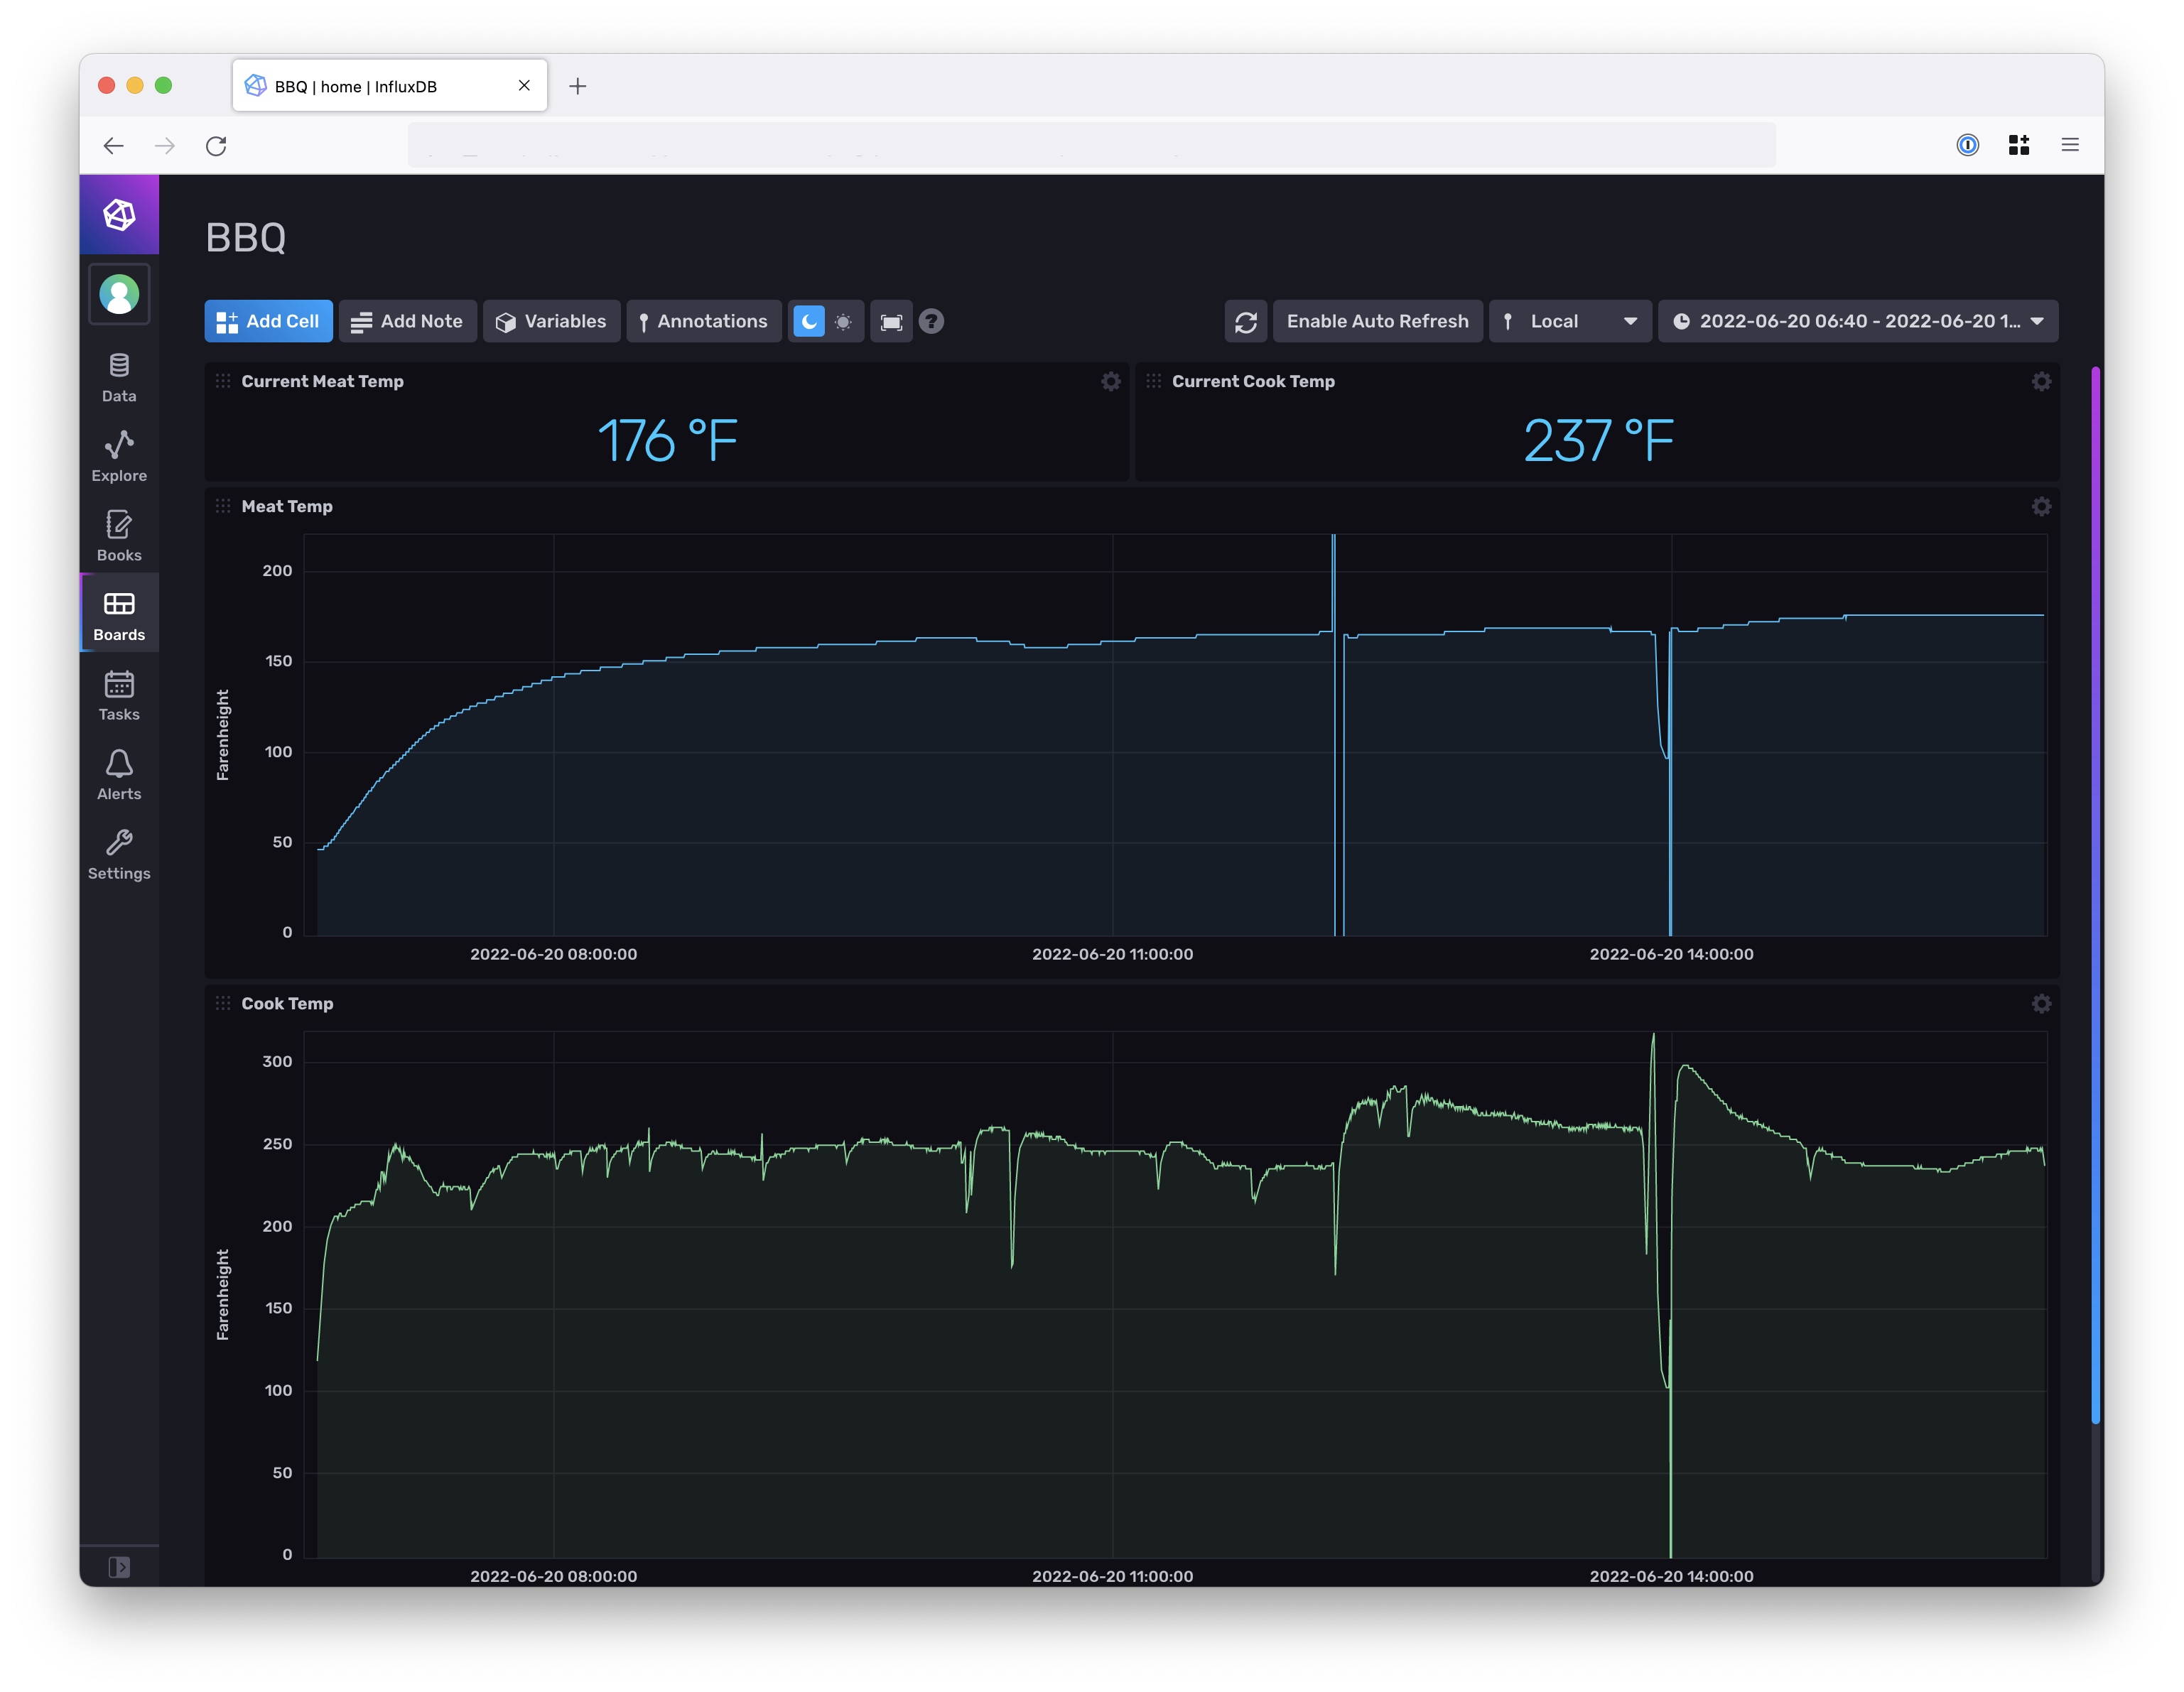 BBQ | home | InfluxDB
BBQ
Add Cell
Add Note
Variables
Annotations
?
Enable Auto Refresh
Local
2022-06-20 06:40 - 2022-06-20 1...
Data
Explore
Books
Boards
Tasks
Alerts
Settings
Current Meat Temp
176 °F
Current Cook Temp
237 °F
Meat Temp
Farenheight
200
150
100
50
0
2022-06-20 08:00:00
2022-06-20 11:00:00
2022-06-20 14:00:00
Cook Temp
Farenheight
300
250
200
150
100
50
0
2022-06-20 08:00:00
2022-06-20 11:00:00
2022-06-20 14:00:00